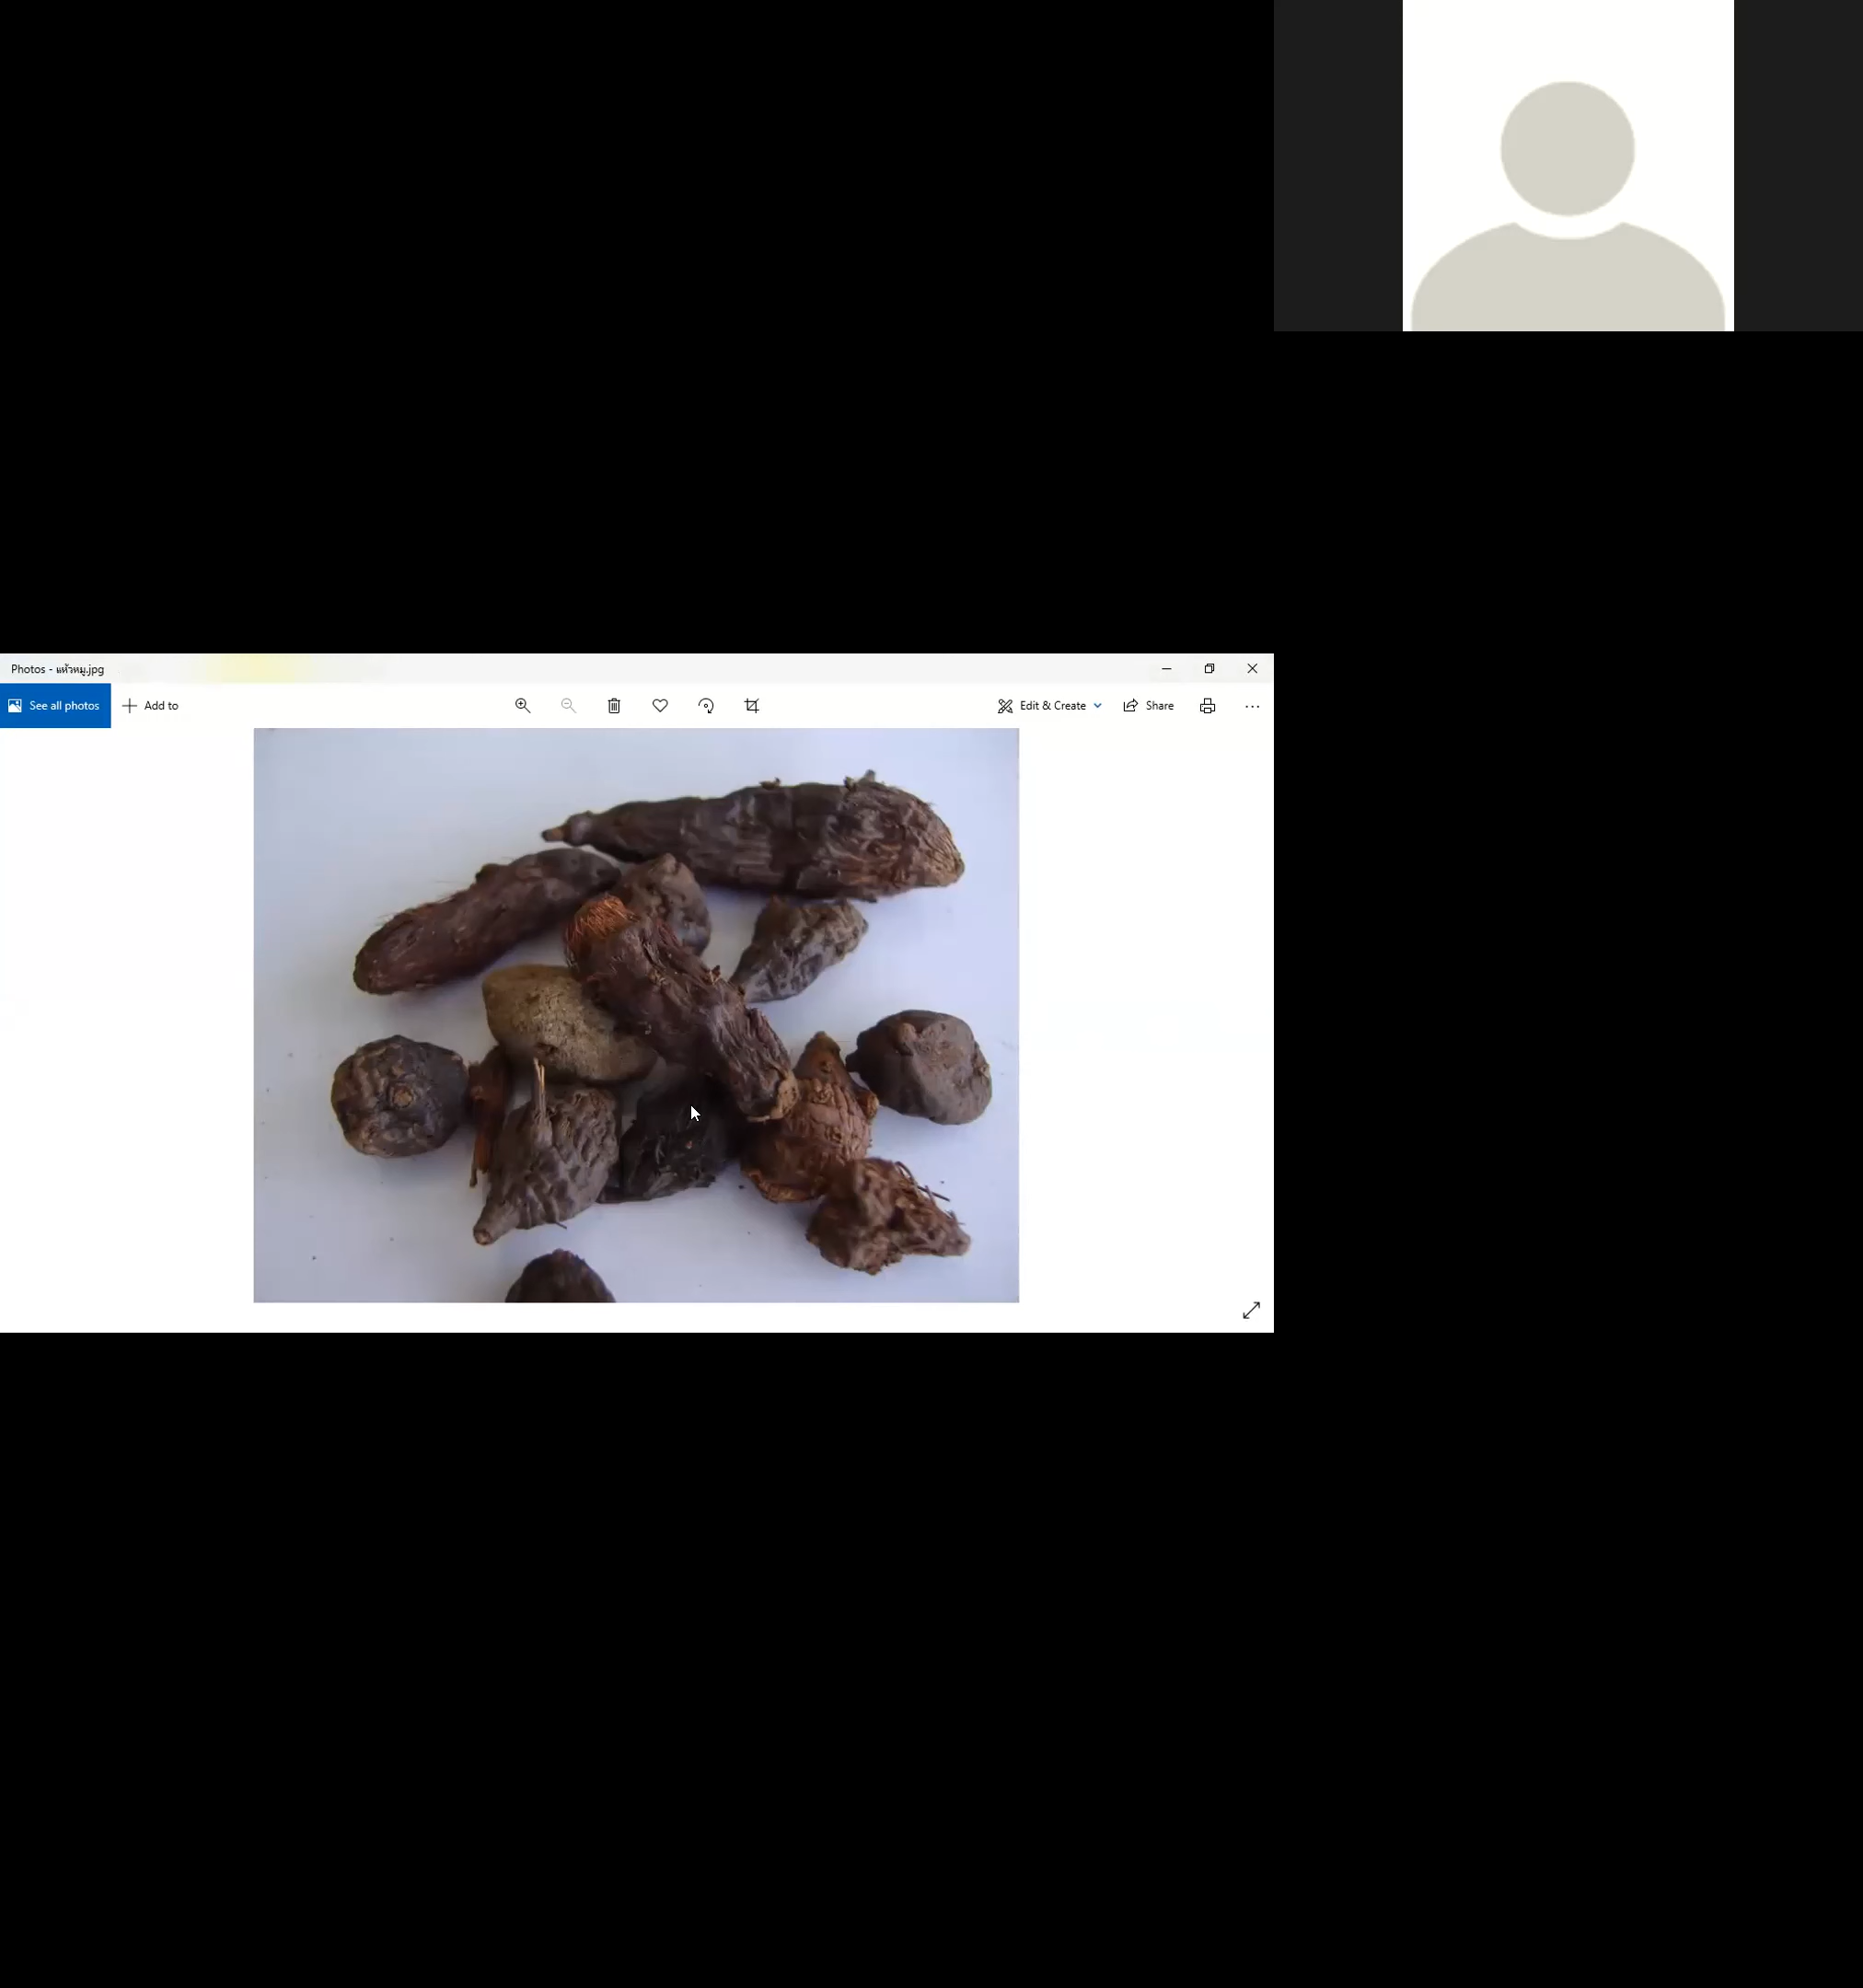 Photos - แห้วหมู.jpg
See all photos
Add to
Edit & Create
Share